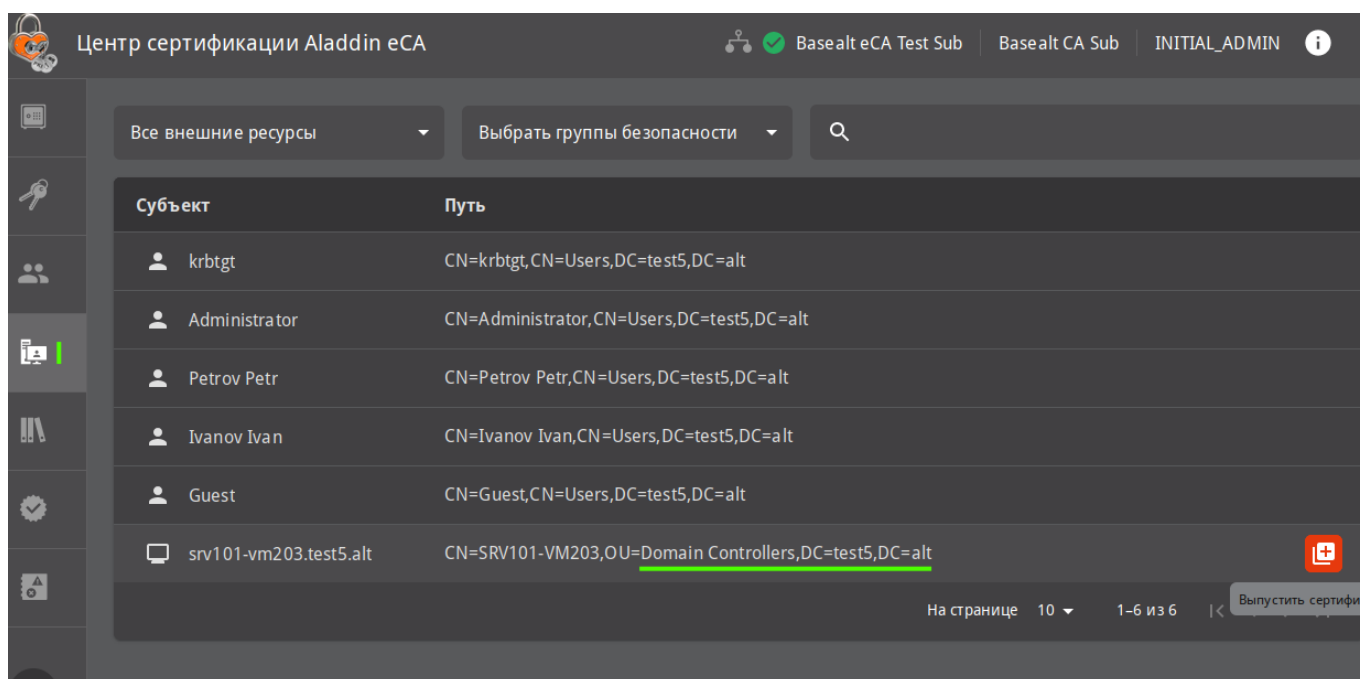 Центр сертификации Aladdin eCA
Basealt eCA Test Sub
Basealt CA Sub
INITIAL_ADMIN
Все внешние ресурсы
Выбрать группы безопасности
Субъект Путь
krbtgt CN=krbtgt,CN=Users,DC=test5,DC=alt
Administrator CN=Administrator,CN=Users,DC=test5,DC=alt
Petrov Petr CN=Petrov Petr,CN=Users,DC=test5,DC=alt
Ivanov Ivan CN=Ivanov Ivan,CN=Users,DC=test5,DC=alt
Guest CN=Guest,CN=Users,DC=test5,DC=alt
srv101-vm203.test5.alt CN=SRV101-VM203,OU=Domain Controllers,DC=test5,DC=alt
На странице 10 1–6 из 6
Выпустить сертифи